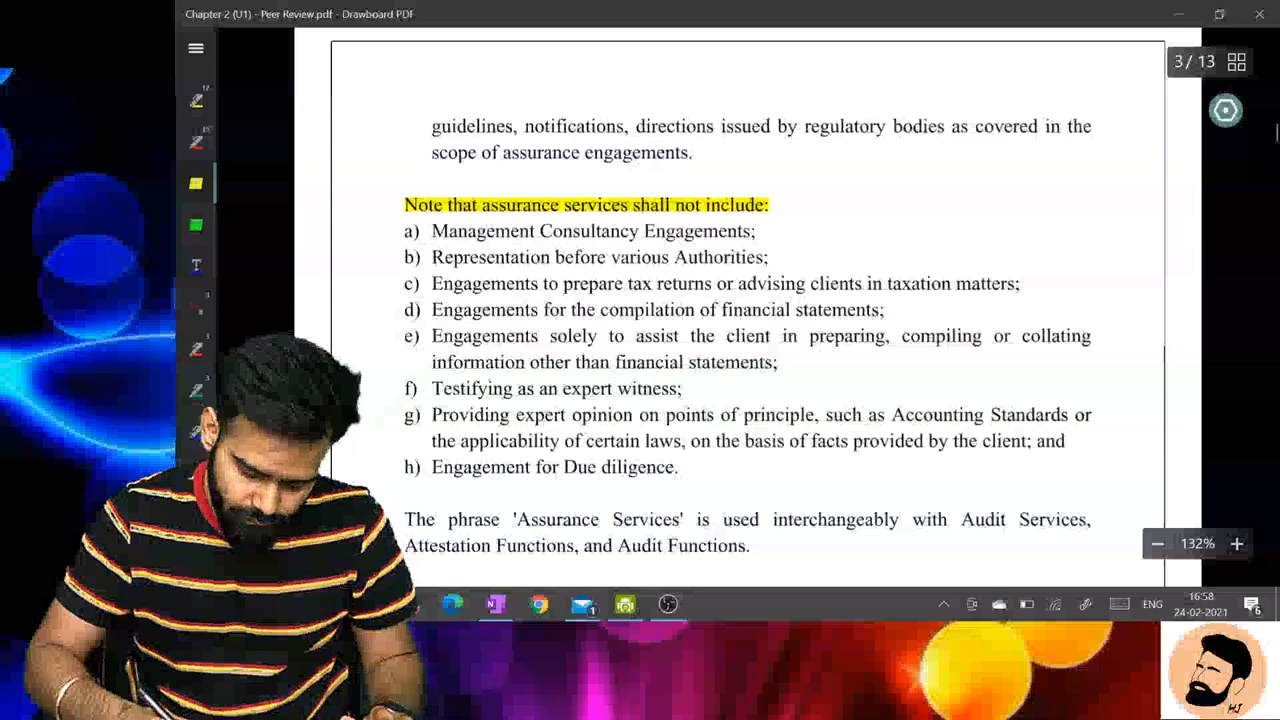 Chapter 2 (U1) - Peer Review.pdf - Drawboard PDF
3 / 13
guidelines, notifications, directions issued by regulatory bodies as covered in the
scope of assurance engagements.
Note that assurance services shall not include:
a) Management Consultancy Engagements;
b) Representation before various Authorities;
c) Engagements to prepare tax returns or advising clients in taxation matters;
d) Engagements for the compilation of financial statements;
e) Engagements solely to assist the client in preparing, compiling or collating
information other than financial statements;
f) Testifying as an expert witness;
g) Providing expert opinion on points of principle, such as Accounting Standards or
the applicability of certain laws, on the basis of facts provided by the client; and
h) Engagement for Due diligence.
The phrase 'Assurance Services' is used interchangeably with Audit Services,
Attestation Functions, and Audit Functions.
132%
ENG
16:58
24-02-2021